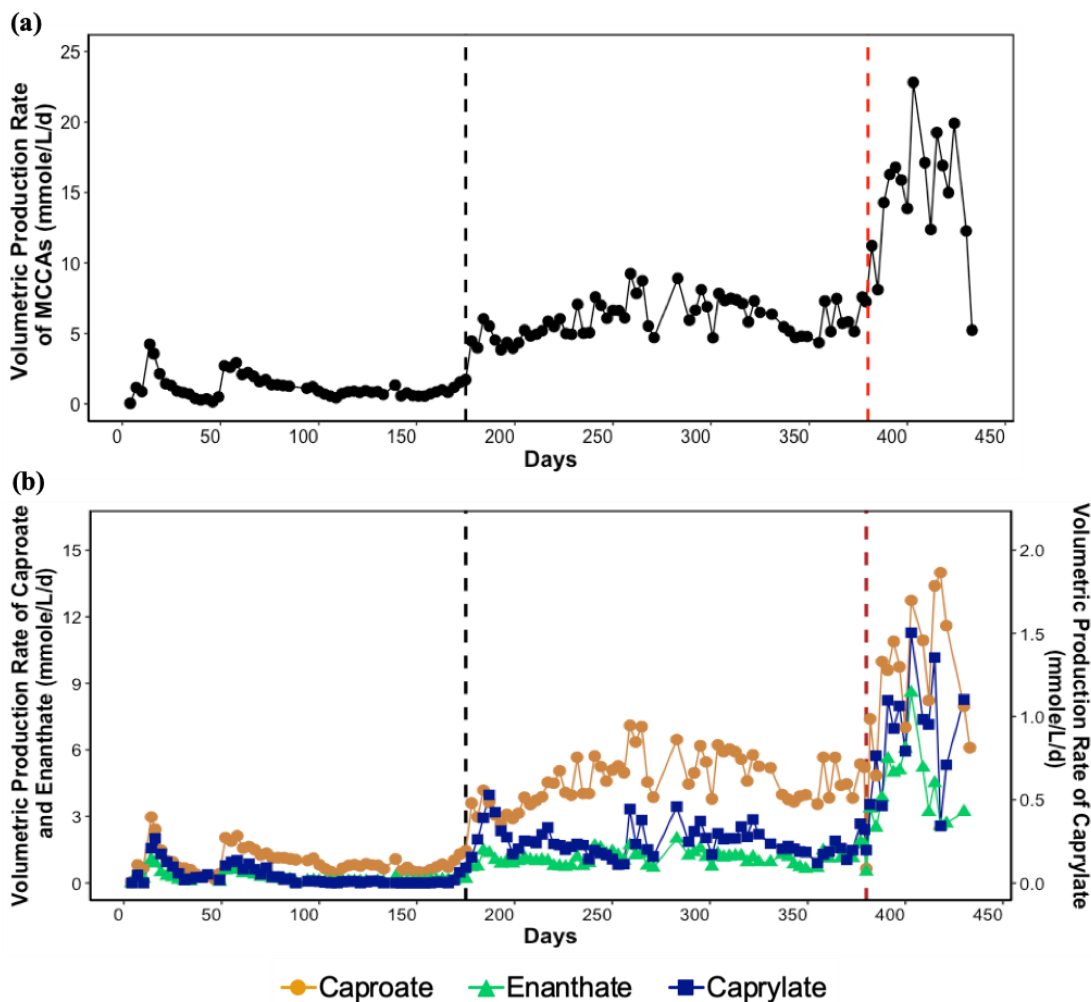 (a)
Volumetric Production Rate
of MCCAs (mmole/L/d)
25
20
15
10
5
0
0 50 100 150 200 250 300 350 400 450
Days
(b)
Volumetric Production Rate of Caproate
and Enanthate (mmole/L/d)
15
12
9
6
3
0
2.0
1.5
1.0
0.5
0.0
Volumetric Production Rate of Caprylate
(mmole/L/d)
0 50 100 150 200 250 300 350 400 450
Days
Caproate Enanthate Caprylate